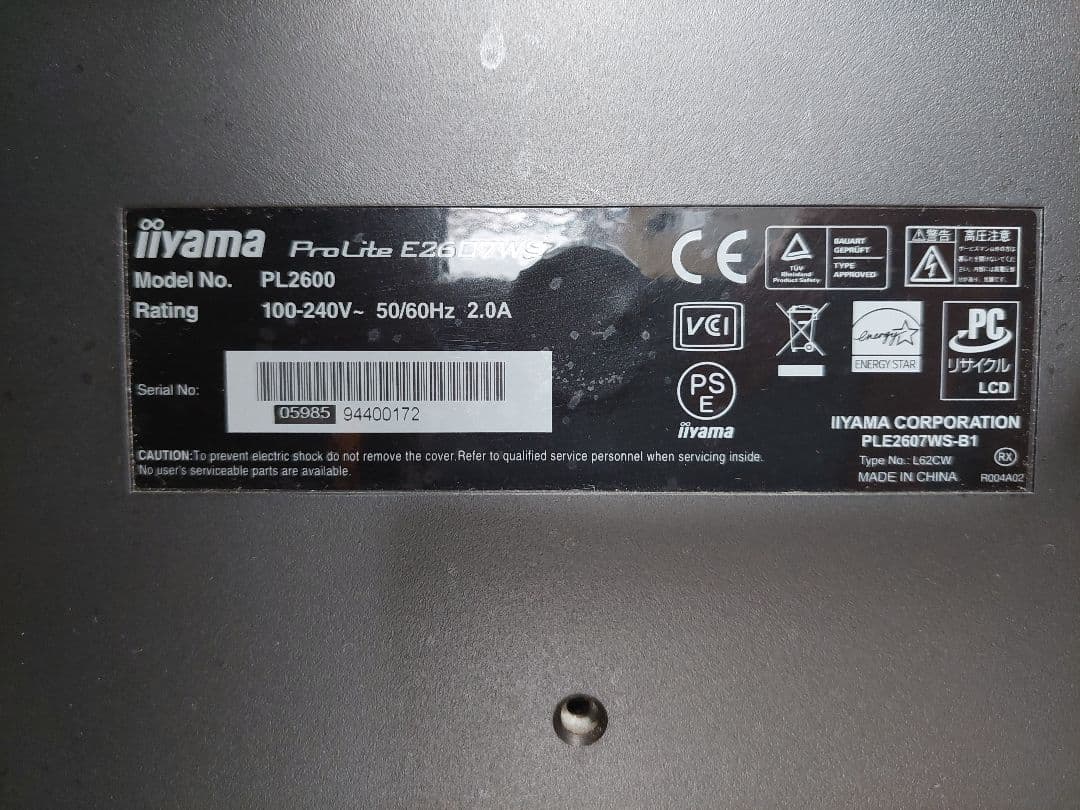 iiyama ProLite E2607WS
Model No. PL2600
Rating 100-240V~ 50/60Hz 2.0A
Serial No:
05985 94400172
CAUTION:To prevent electric shock do not remove the cover.Refer to qualified service personnel when servicing inside.
No user's serviceable parts are available.
CE
TÜV
Rheinland
Product Safety
BAUART
GEPRÜFT
TYPE
APPROVED
警告 高圧注意
VCI
energy
ENERGY STAR
PC
リサイクル
LCD
PS
E
iiyama
IIYAMA CORPORATION
PLE2607WS-B1
Type No.: L62CW
MADE IN CHINA
RX
R004A02